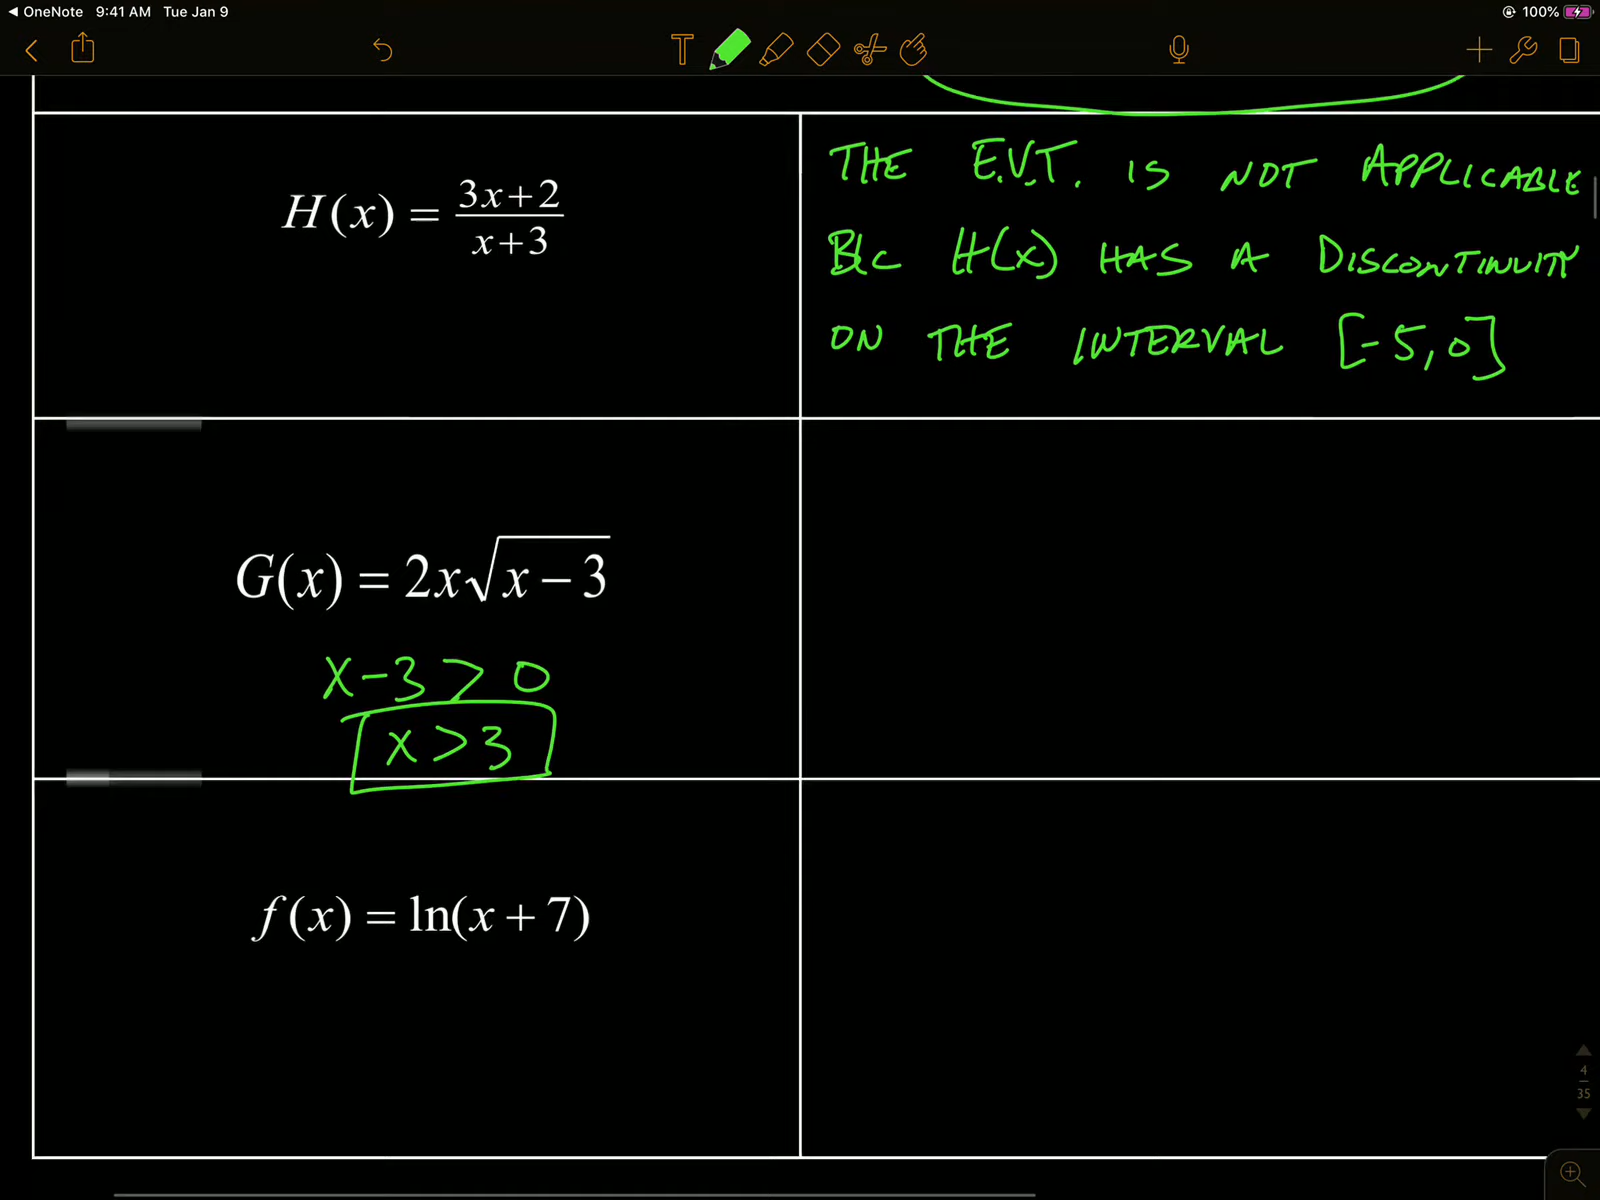 ◀ OneNote 9:41 AM Tue Jan 9 100%
T
H(x) = \frac{3x+2}{x+3}
THE E.V.T. IS NOT APPLICABLE
B/C H(x) HAS A DISCONTINUITY
ON THE INTERVAL [-5,0]
G(x) = 2x√(x-3)
x-3 > 0
x > 3
f(x) = ln(x+7)
4
35